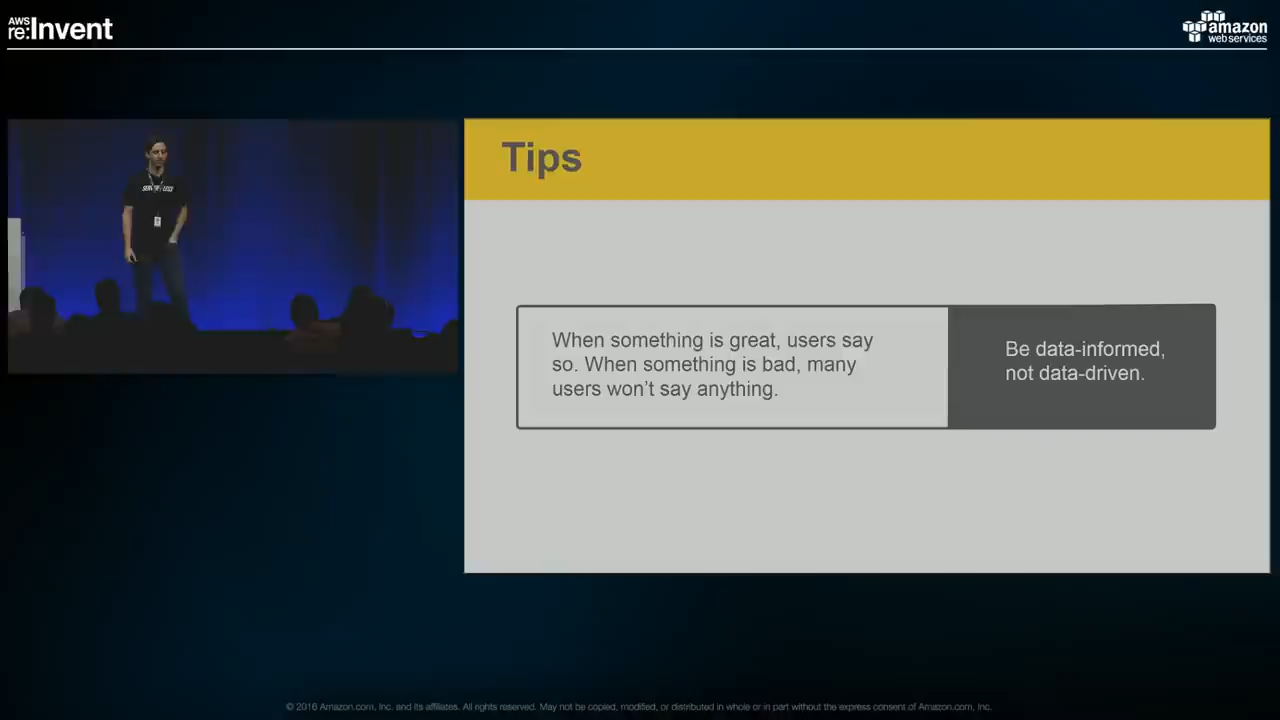 AWS
re:Invent
amazon
web services
Tips
When something is great, users say
so. When something is bad, many
users won't say anything.
Be data-informed,
not data-driven.
© 2016 Amazon.com, Inc. and its affiliates. All rights reserved. May not be copied, modified, or distributed in whole or in part without the express consent of Amazon.com, Inc.